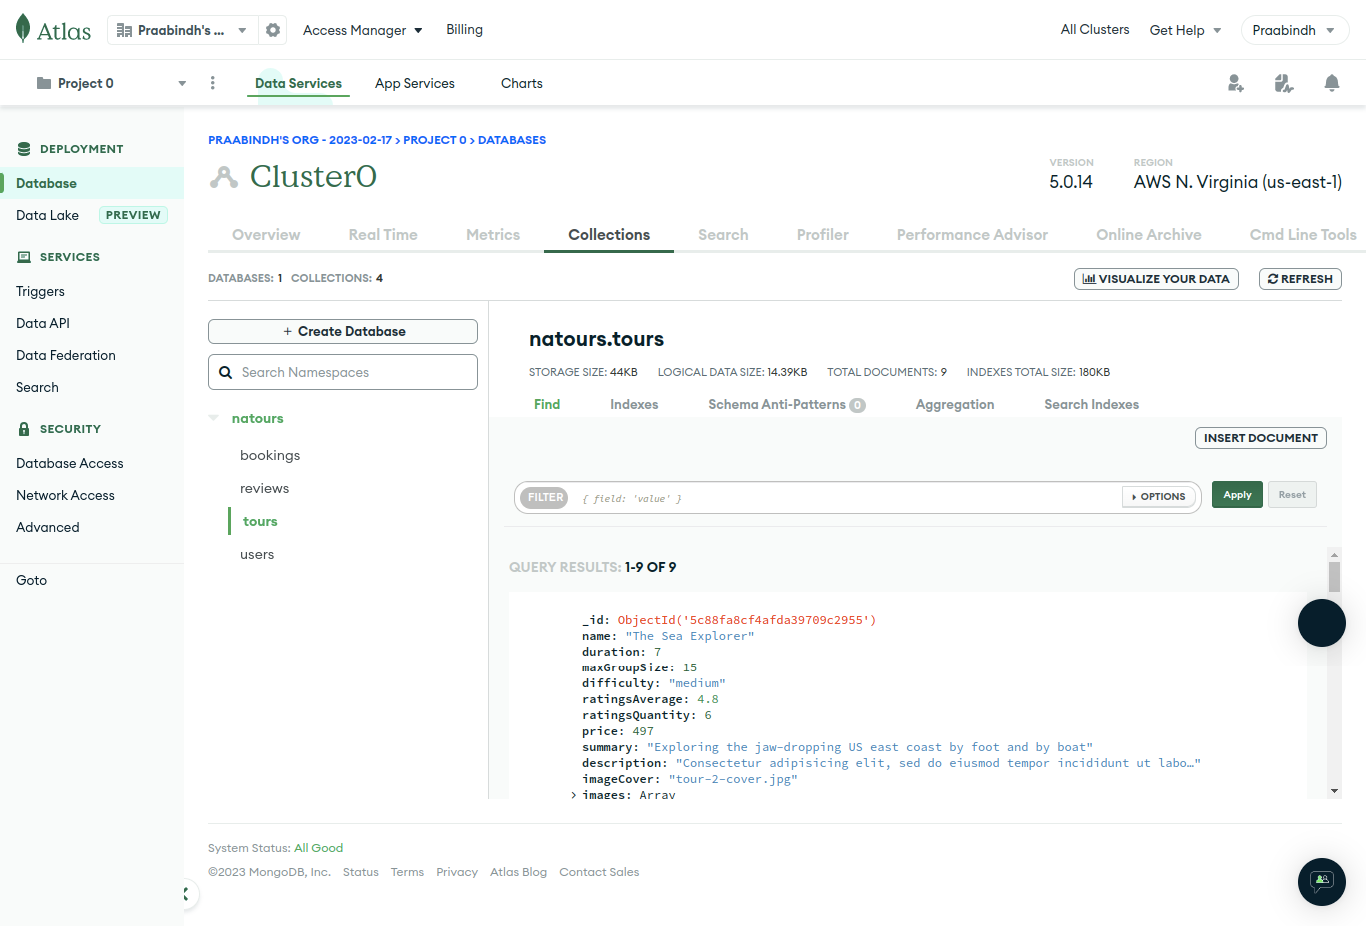 Atlas
Praabindh's ...
Access Manager
Billing
All Clusters
Get Help
Praabindh
Project 0
Data Services
App Services
Charts
DEPLOYMENT
Database
Data Lake PREVIEW
SERVICES
Triggers
Data API
Data Federation
Search
SECURITY
Database Access
Network Access
Advanced
Goto
PRAABINDH'S ORG - 2023-02-17 > PROJECT 0 > DATABASES
Cluster0
VERSION
5.0.14
REGION
AWS N. Virginia (us-east-1)
Overview Real Time Metrics Collections Search Profiler Performance Advisor Online Archive Cmd Line Tools
DATABASES: 1 COLLECTIONS: 4
VISUALIZE YOUR DATA
REFRESH
+ Create Database
Search Namespaces
natours
bookings
reviews
tours
users
natours.tours
STORAGE SIZE: 44KB LOGICAL DATA SIZE: 14.39KB TOTAL DOCUMENTS: 9 INDEXES TOTAL SIZE: 180KB
Find Indexes Schema Anti-Patterns 0 Aggregation Search Indexes
INSERT DOCUMENT
FILTER { field: 'value' } OPTIONS Apply Reset
QUERY RESULTS: 1-9 OF 9
_id: ObjectId('5c88fa8cf4afda39709c2955')
name: "The Sea Explorer"
duration: 7
maxGroupSize: 15
difficulty: "medium"
ratingsAverage: 4.8
ratingsQuantity: 6
price: 497
summary: "Exploring the jaw-dropping US east coast by foot and by boat"
description: "Consectetur adipisicing elit, sed do eiusmod tempor incididunt ut labo…"
imageCover: "tour-2-cover.jpg"
> images: Array
System Status: All Good
©2023 MongoDB, Inc. Status Terms Privacy Atlas Blog Contact Sales